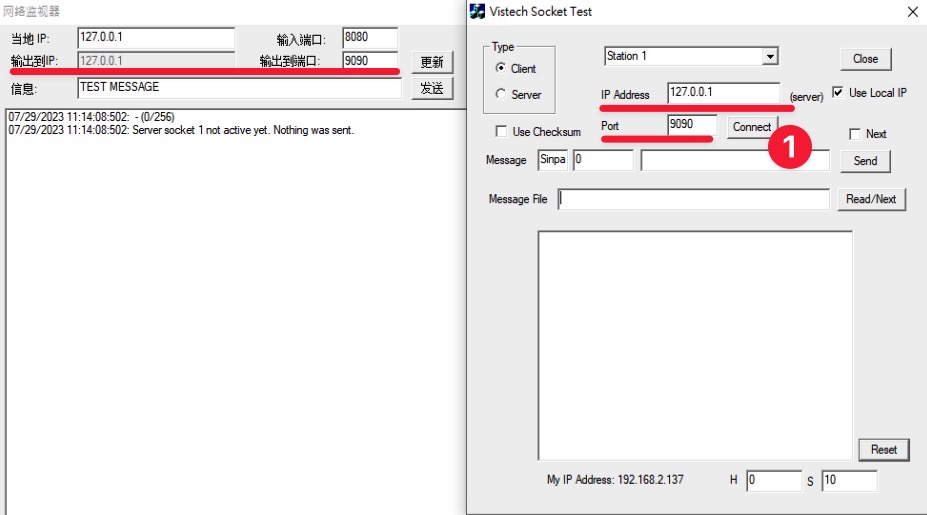 网络监视器
当地 IP: 127.0.0.1 输入端口: 8080
输出到IP: 127.0.0.1 输出到端口: 9090 更新
信息: TEST MESSAGE 发送
07/29/2023 11:14:08:502: - (0/256)
07/29/2023 11:14:08:502: Server socket 1 not active yet. Nothing was sent.
Vistech Socket Test
Type
Client
Server
Station 1
Close
IP Address 127.0.0.1 (server) Use Local IP
Use Checksum
Port 9090 Connect
1
Next
Message Sinpa 0 Send
Message File Read/Next
Reset
My IP Address: 192.168.2.137 H 0 S 10